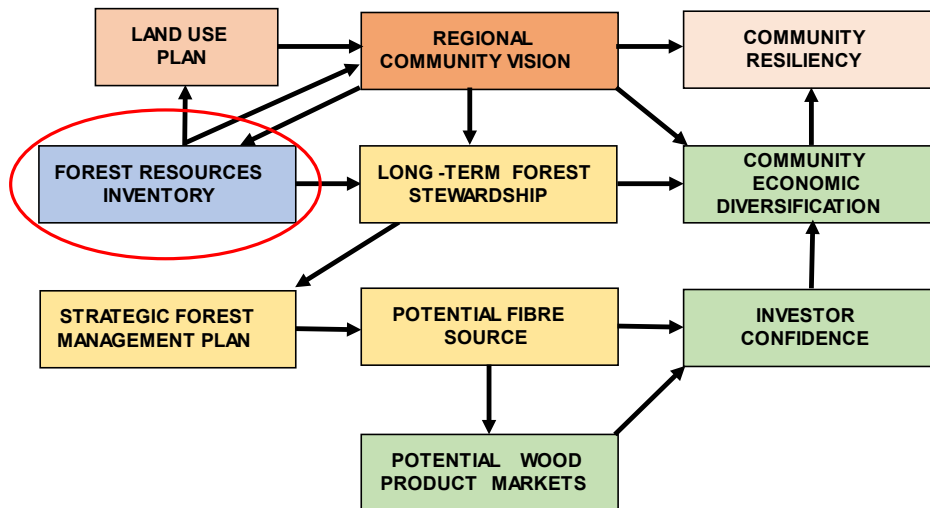 LAND USE
PLAN
REGIONAL
COMMUNITY VISION
COMMUNITY
RESILIENCY
FOREST RESOURCES
INVENTORY
LONG -TERM FOREST
STEWARDSHIP
COMMUNITY
ECONOMIC
DIVERSIFICATION
STRATEGIC FOREST
MANAGEMENT PLAN
POTENTIAL FIBRE
SOURCE
INVESTOR
CONFIDENCE
POTENTIAL WOOD
PRODUCT MARKETS